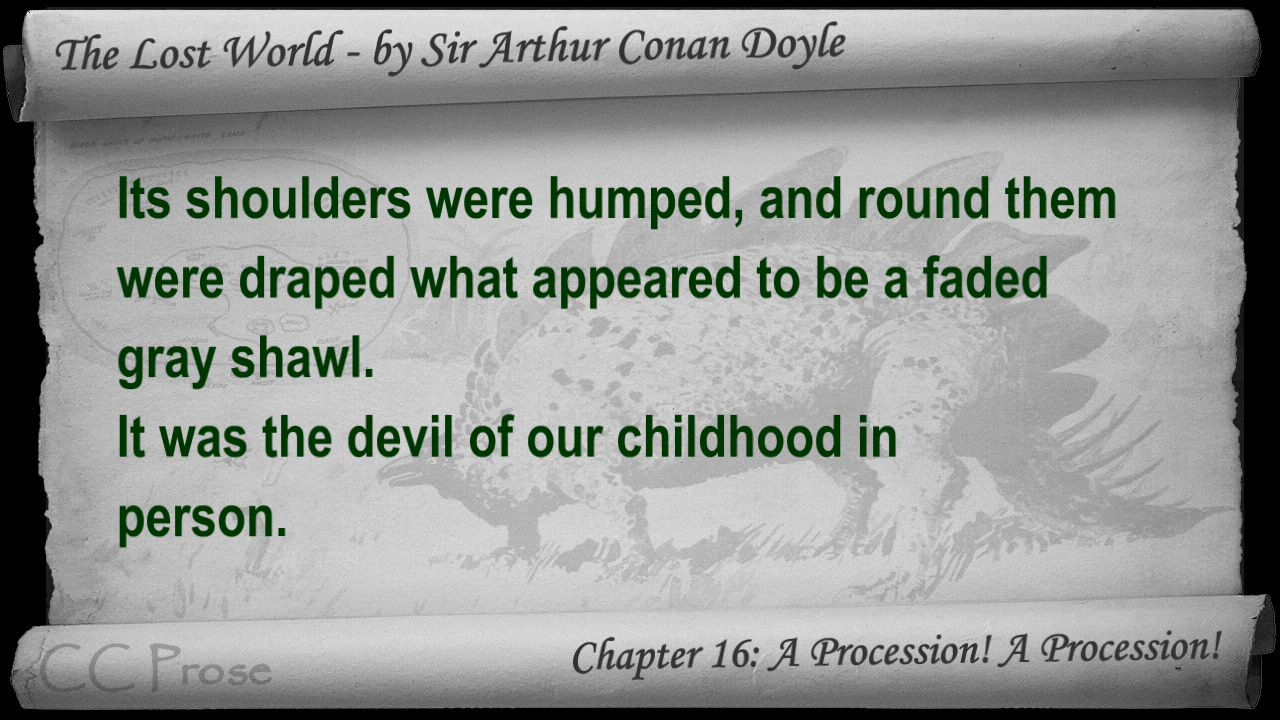 The Lost World - by Sir Arthur Conan Doyle
Its shoulders were humped, and round them
were draped what appeared to be a faded
gray shawl.
It was the devil of our childhood in
person.
CC Prose
Chapter 16: A Procession! A Procession!